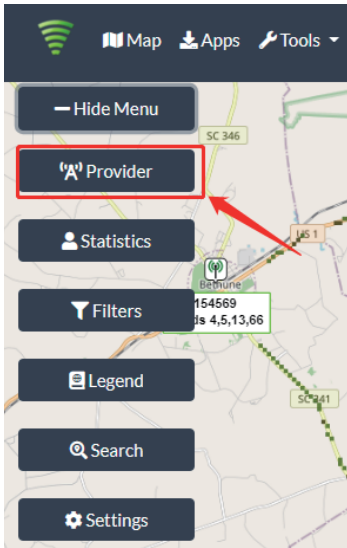 Map Apps Tools
Hide Menu
SC 346
Provider
US 1
Statistics
Bethune
154569
Filters
ds 4,5,13,66
Legend
SC 341
Search
Settings